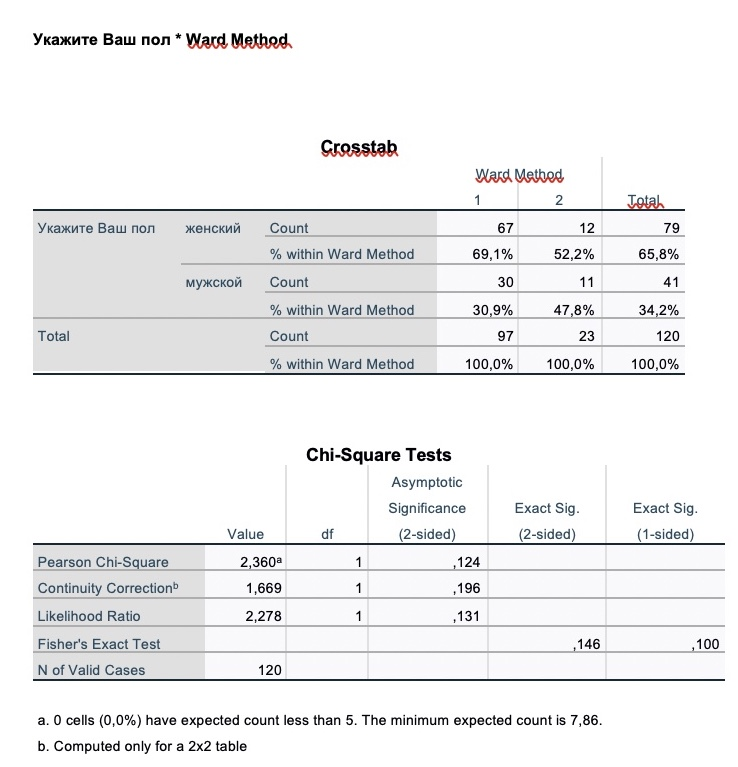 Укажите Ваш пол * Ward Method
Crosstab
Ward Method
1 2 Total
Укажите Ваш пол женский Count 67 12 79
% within Ward Method 69,1% 52,2% 65,8%
мужской Count 30 11 41
% within Ward Method 30,9% 47,8% 34,2%
Total Count 97 23 120
% within Ward Method 100,0% 100,0% 100,0%
Chi-Square Tests
Asymptotic
Significance Exact Sig. Exact Sig.
Value df (2-sided) (2-sided) (1-sided)
Pearson Chi-Square 2,360ᵃ 1 ,124
Continuity Correctionᵇ 1,669 1 ,196
Likelihood Ratio 2,278 1 ,131
Fisher's Exact Test ,146 ,100
N of Valid Cases 120
a. 0 cells (0,0%) have expected count less than 5. The minimum expected count is 7,86.
b. Computed only for a 2x2 table